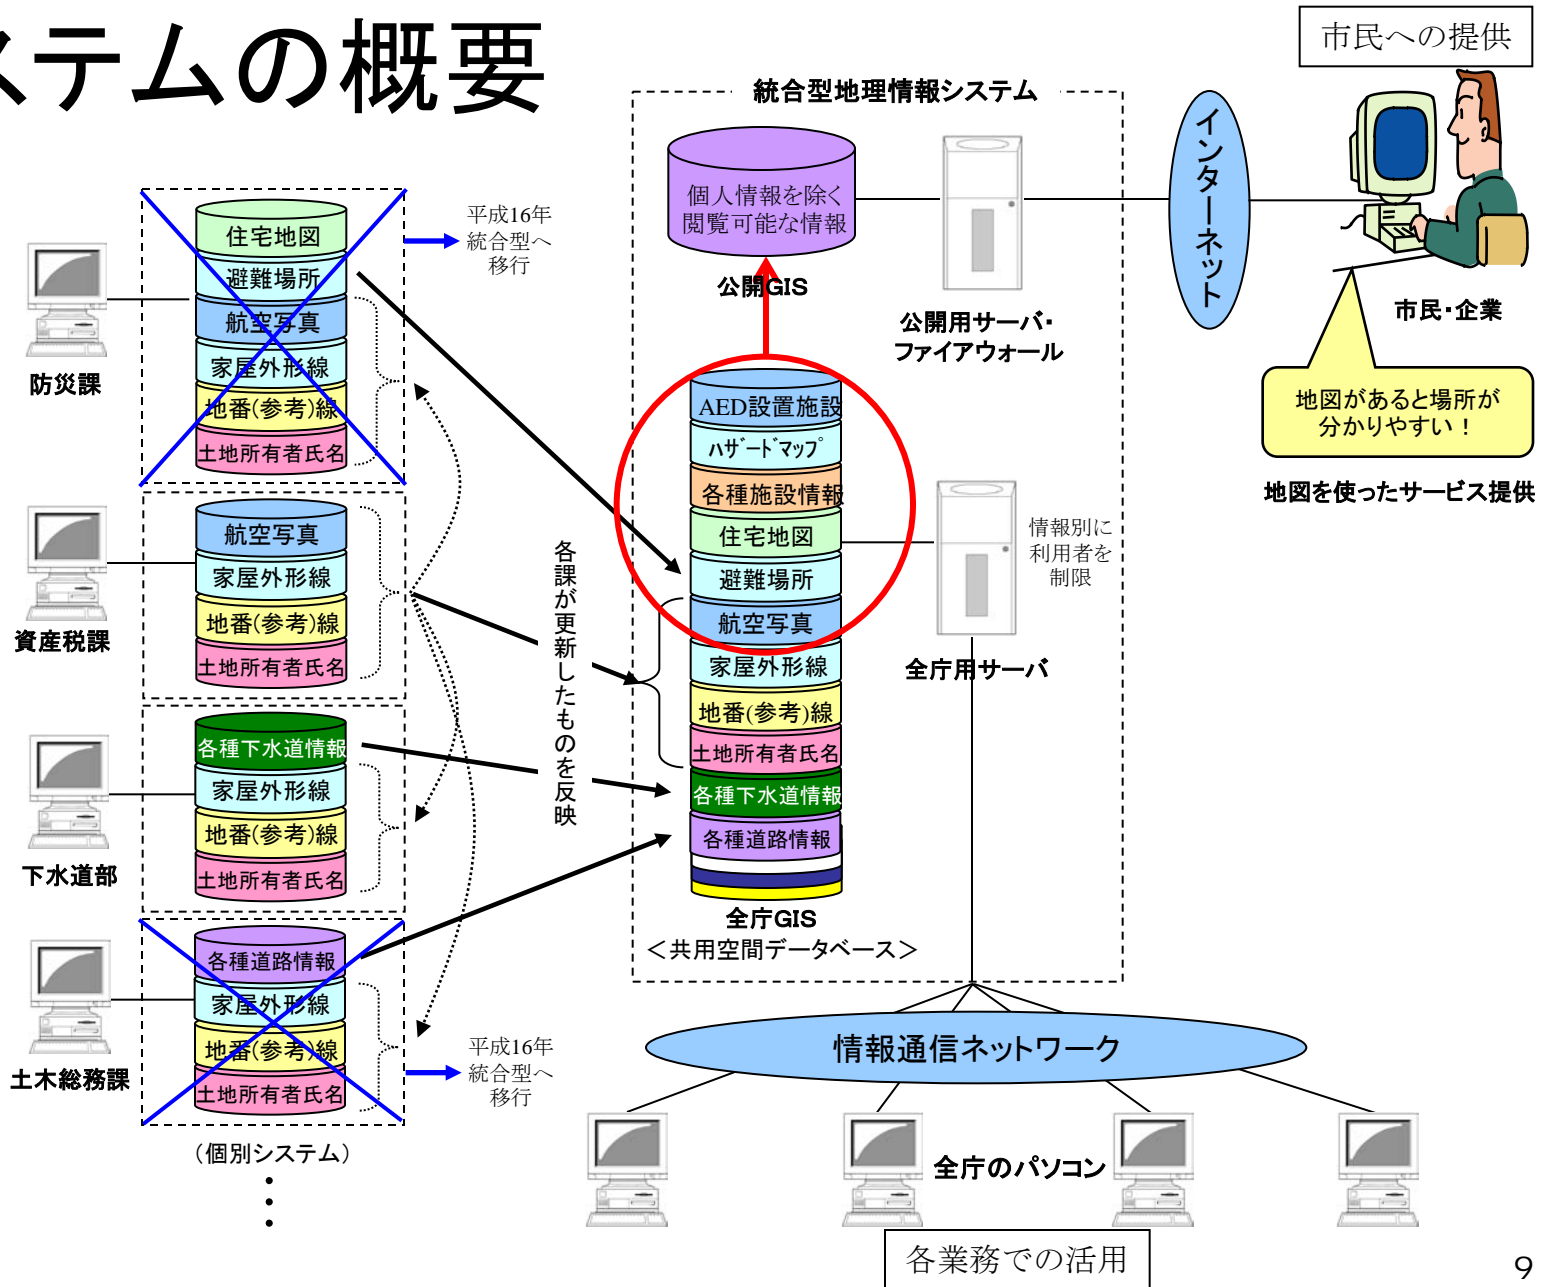 ステムの概要
市民への提供
統合型地理情報システム
個人情報を除く
閲覧可能な情報
公開GIS
公開用サーバ・
ファイアウォール
インターネット
市民・企業
地図があると場所が
分かりやすい！
地図を使ったサービス提供
住宅地図
避難場所
航空写真
家屋外形線
地番(参考)線
土地所有者氏名
防災課
平成16年
統合型へ
移行
航空写真
家屋外形線
地番(参考)線
土地所有者氏名
資産税課
各種下水道情報
家屋外形線
地番(参考)線
土地所有者氏名
下水道部
各種道路情報
家屋外形線
地番(参考)線
土地所有者氏名
土木総務課
平成16年
統合型へ
移行
（個別システム）
・
・
・
各課が更新したものを反映
AED設置施設
ﾊｻﾞｰﾄﾞﾏｯﾌﾟ
各種施設情報
住宅地図
避難場所
航空写真
家屋外形線
地番(参考)線
土地所有者氏名
各種下水道情報
各種道路情報
全庁GIS
＜共用空間データベース＞
情報別に
利用者を
制限
全庁用サーバ
情報通信ネットワーク
全庁のパソコン
各業務での活用
9